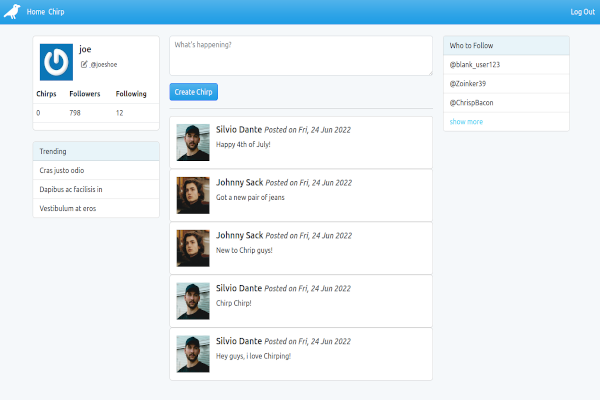 Home Chirp Log Out
joe
@joeshoe
Chirps Followers Following
0 798 12
Trending
Cras justo odio
Dapibus ac facilisis in
Vestibulum at eros
What's happening?
Create Chirp
Silvio Dante Posted on Fri, 24 Jun 2022
Happy 4th of July!
Johnny Sack Posted on Fri, 24 Jun 2022
Got a new pair of jeans
Johnny Sack Posted on Fri, 24 Jun 2022
New to Chrip guys!
Silvio Dante Posted on Fri, 24 Jun 2022
Chirp Chirp!
Silvio Dante Posted on Fri, 24 Jun 2022
Hey guys, i love Chirping!
Who to Follow
@blank_user123
@Zoinker39
@ChrispBacon
show more